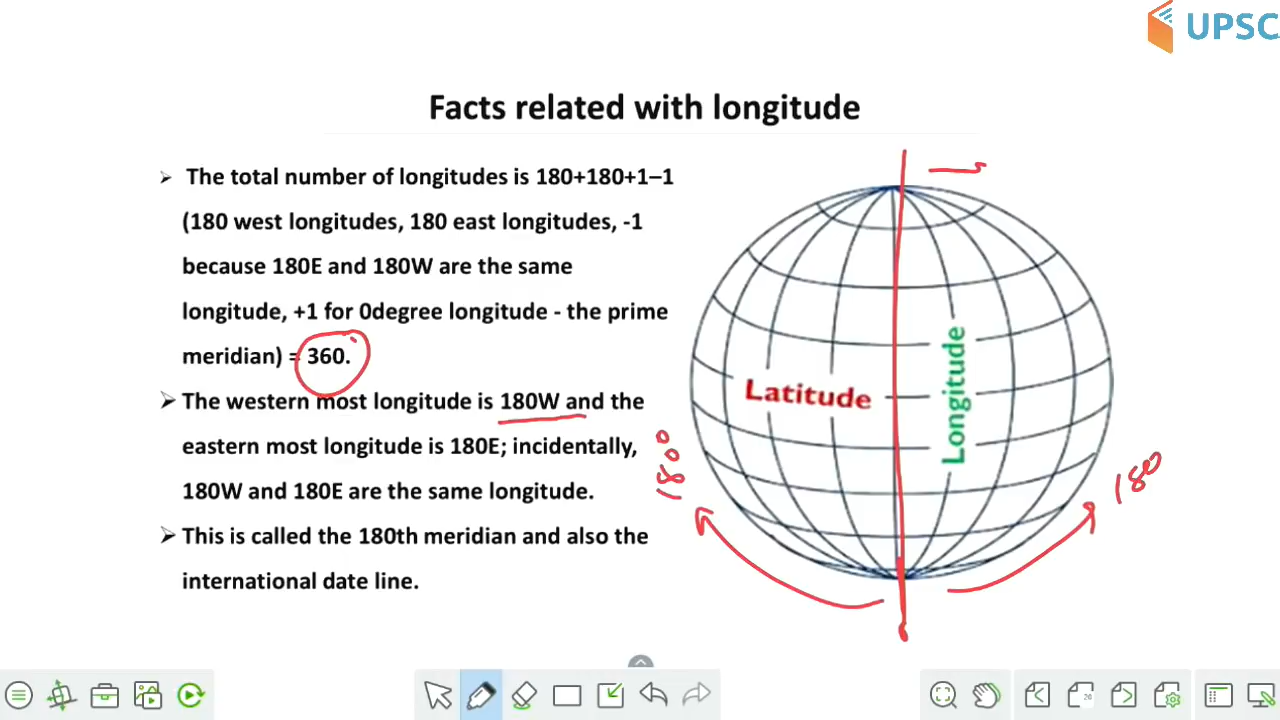 UPSC
Facts related with longitude
➢ The total number of longitudes is 180+180+1–1
(180 west longitudes, 180 east longitudes, -1
because 180E and 180W are the same
longitude, +1 for 0degree longitude - the prime
meridian) = 360.
➢ The western most longitude is 180W and the
eastern most longitude is 180E; incidentally,
180W and 180E are the same longitude.
➢ This is called the 180th meridian and also the
international date line.
Latitude
Longitude
180°
180
26